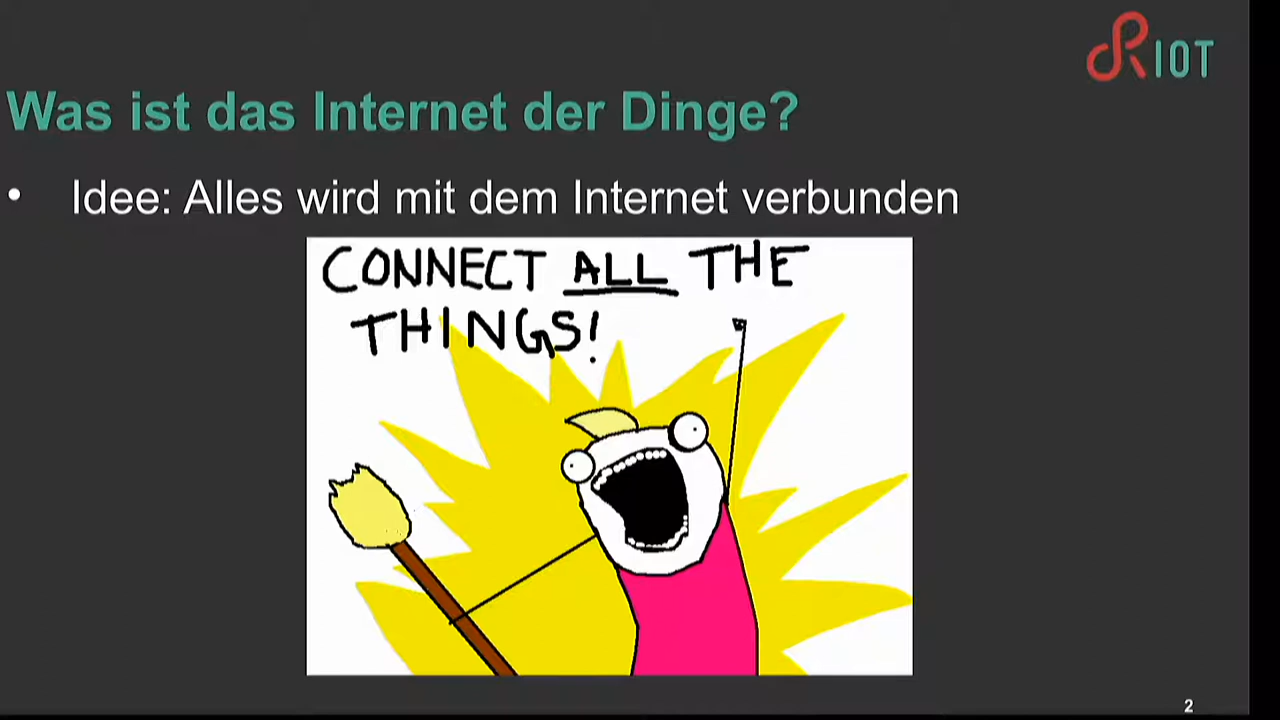 RIOT
Was ist das Internet der Dinge?
• Idee: Alles wird mit dem Internet verbunden
CONNECT ALL THE
THINGS!
2